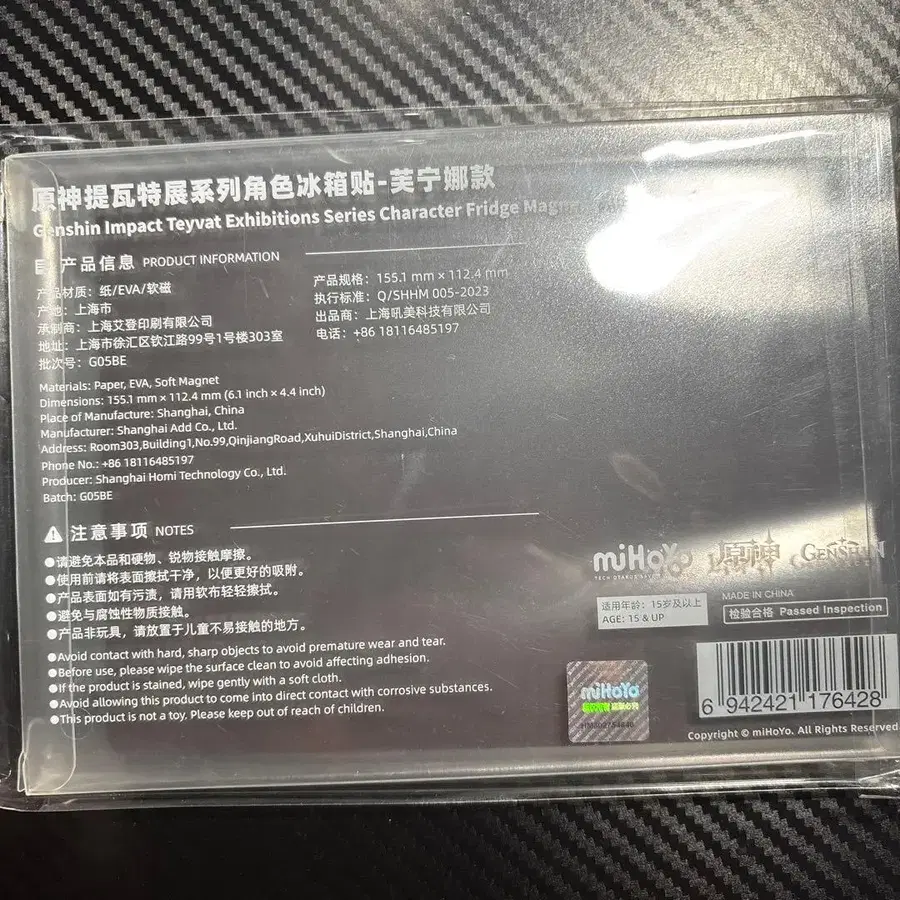 原神提瓦特展系列角色冰箱贴-芙宁娜款
Genshin Impact Teyvat Exhibitions Series Character Fridge
产品信息 PRODUCT INFORMATION
产品材质：纸/EVA/软磁
产地：上海市
承制商：上海艾登印刷有限公司
地址：上海市徐汇区钦江路99号1号楼303室
批次号：G05BE
产品规格：155.1 mm × 112.4 mm
执行标准：Q/SHHM 005-2023
出品商：上海吼美科技有限公司
电话：+86 18116485197
Materials: Paper, EVA, Soft Magnet
Dimensions: 155.1 mm × 112.4 mm (6.1 inch × 4.4 inch)
Place of Manufacture: Shanghai, China
Manufacturer: Shanghai Add Co., Ltd.
Address: Room303,Building1,No.99,QinjiangRoad,XuhuiDistrict,Shanghai,China
Phone No.: +86 18116485197
Producer: Shanghai Homi Technology Co., Ltd.
Batch: G05BE
注意事项 NOTES
●请避免本品和硬物、锐物接触摩擦。
●使用前请将表面擦拭干净，以便更好的吸附。
●产品表面如有污渍，请用软布轻轻擦拭。
●避免与腐蚀性物质接触。
●产品非玩具，请放置于儿童不易接触的地方。
●Avoid contact with hard, sharp objects to avoid premature wear and tear.
●Before use, please wipe the surface clean to avoid affecting adhesion.
●If the product is stained, wipe gently with a soft cloth.
●Avoid allowing this product to come into direct contact with corrosive substances.
●This product is not a toy. Please keep out of reach of children.
miHoYo
TECH OTAKUS
原神
GENSHIN
适用年龄：15岁及以上
AGE: 15 & UP
MADE IN CHINA
检验合格 Passed Inspection
miHoYo
6 942421 176428
Copyright © miHoYo. All Rights Reserved